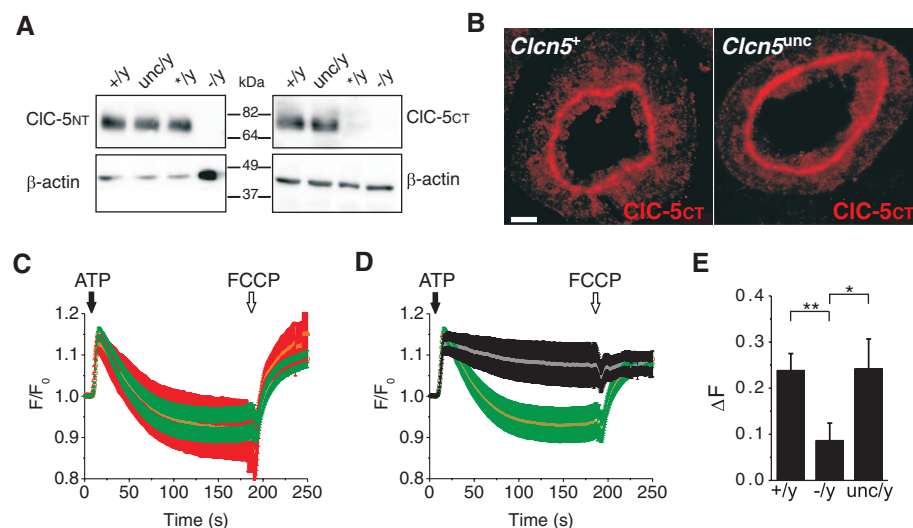 A
+/y unc/y */y -/y kDa +/y unc/y */y -/y
ClC-5NT
82
64
ClC-5CT
β-actin
49
37
β-actin
B
Clcn5+
Clcn5unc
ClC-5CT
ClC-5CT
C
ATP
FCCP
F/F0
1.2
1.1
1.0
0.9
0.8
0 50 100 150 200 250
Time (s)
D
ATP
FCCP
F/F0
1.2
1.1
1.0
0.9
0.8
0 50 100 150 200 250
Time (s)
E
ΔF
0.4
0.3
0.2
0.1
0.0
** *
+/y -/y unc/y